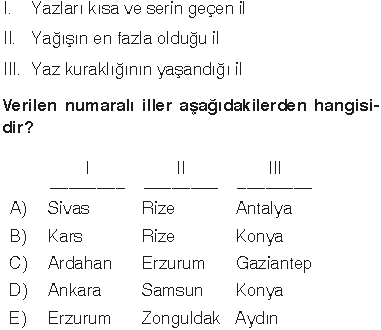 I. Yazları kısa ve serin geçen il
II. Yağışın en fazla olduğu il
III. Yaz kuraklığının yaşandığı il
Verilen numaralı iller aşağıdakilerden hangisi-
dir?
I II III
A) Sivas Rize Antalya
B) Kars Rize Konya
C) Ardahan Erzurum Gaziantep
D) Ankara Samsun Konya
E) Erzurum Zonguldak Aydın